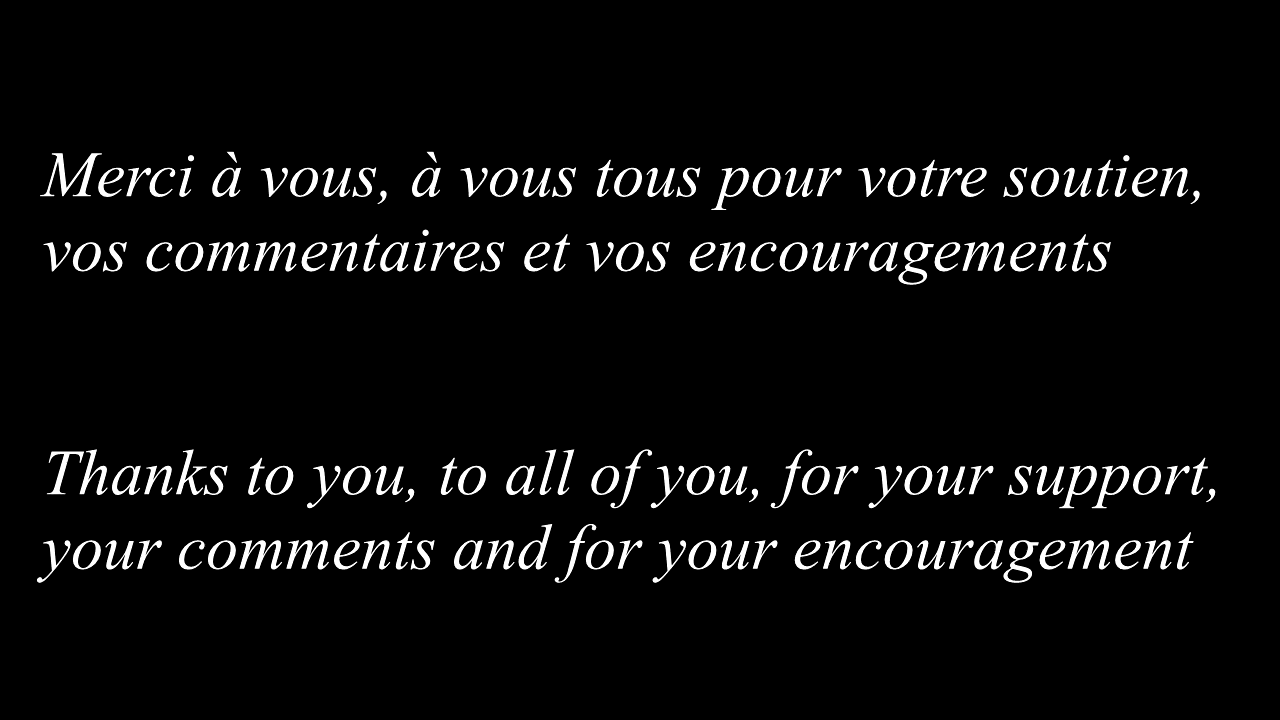 Merci à vous, à vous tous pour votre soutien,
vos commentaires et vos encouragements
Thanks to you, to all of you, for your support,
your comments and for your encouragement